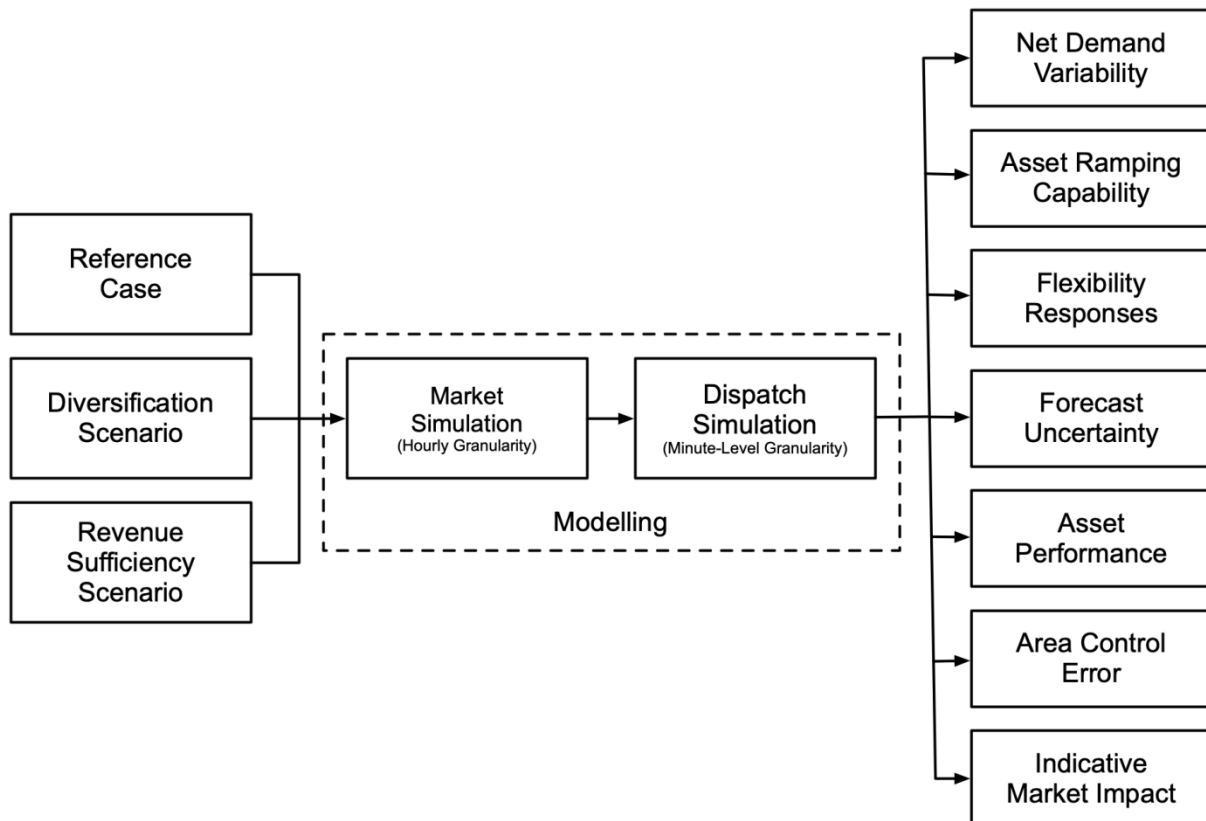 Reference
Case
Diversification
Scenario
Revenue
Sufficiency
Scenario
Market
Simulation
(Hourly Granularity)
Dispatch
Simulation
(Minute-Level Granularity)
Modelling
Net Demand
Variability
Asset Ramping
Capability
Flexibility
Responses
Forecast
Uncertainty
Asset
Performance
Area Control
Error
Indicative
Market Impact